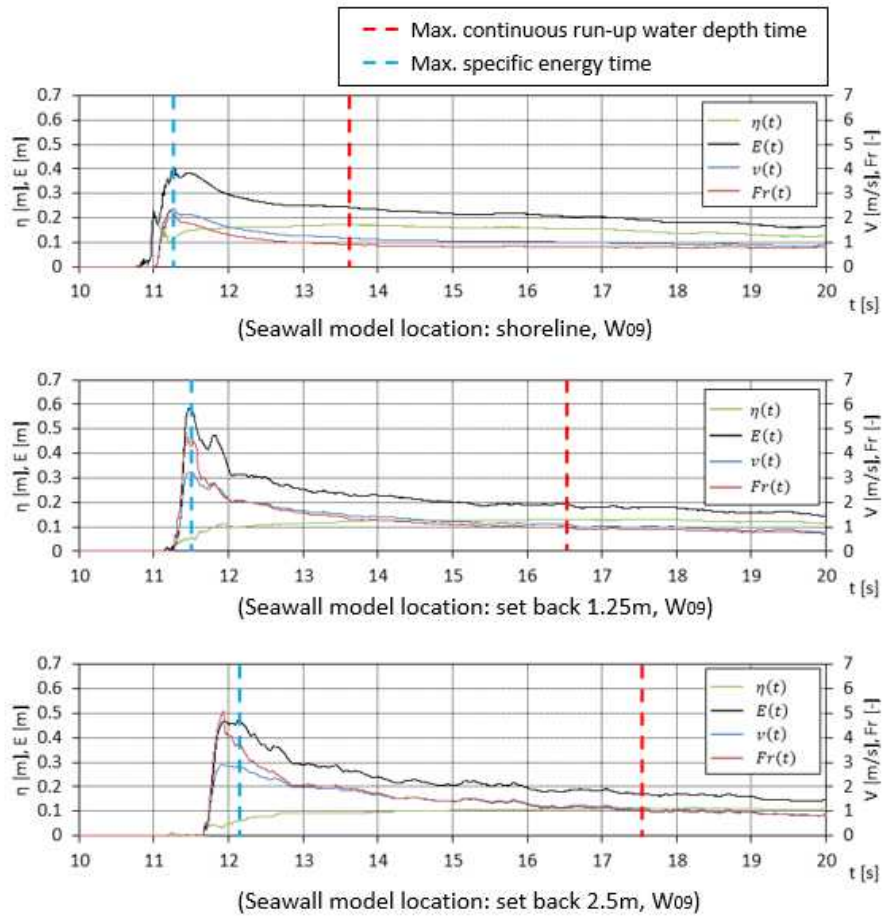 Max. continuous run-up water depth time
Max. specific energy time
0.7 7
0.6 6
0.5 5
0.4 4
0.3 3
0.2 2
0.1 1
0 0
η [m], E [m]
V [m/s], Fr [-]
η(t)
E(t)
v(t)
Fr(t)
10 11 12 13 14 15 16 17 18 19 20
t [s]
(Seawall model location: shoreline, W09)
0.7 7
0.6 6
0.5 5
0.4 4
0.3 3
0.2 2
0.1 1
0 0
η [m], E [m]
V [m/s], Fr [-]
η(t)
E(t)
v(t)
Fr(t)
10 11 12 13 14 15 16 17 18 19 20
t [s]
(Seawall model location: set back 1.25m, W09)
0.7 7
0.6 6
0.5 5
0.4 4
0.3 3
0.2 2
0.1 1
0 0
η [m], E [m]
V [m/s], Fr [-]
η(t)
E(t)
v(t)
Fr(t)
10 11 12 13 14 15 16 17 18 19 20
t [s]
(Seawall model location: set back 2.5m, W09)